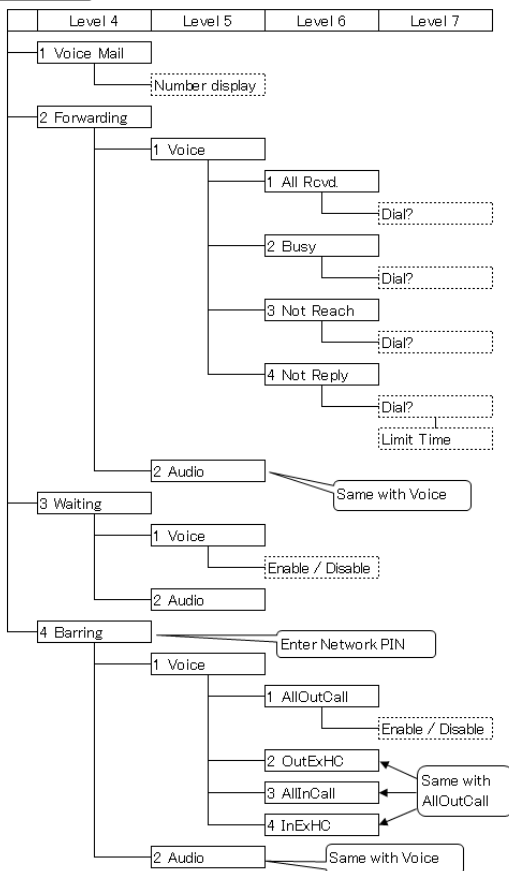 Level 4 Level 5 Level 6 Level 7
1 Voice Mail
Number display
2 Forwarding
1 Voice
1 All Rcvd.
Dial?
2 Busy
Dial?
3 Not Reach
Dial?
4 Not Reply
Dial?
Limit Time
2 Audio
Same with Voice
3 Waiting
1 Voice
Enable / Disable
2 Audio
4 Barring
Enter Network PIN
1 Voice
1 AllOutCall
Enable / Disable
2 OutExHC
3 AllInCall
4 InExHC
Same with
AllOutCall
2 Audio
Same with Voice